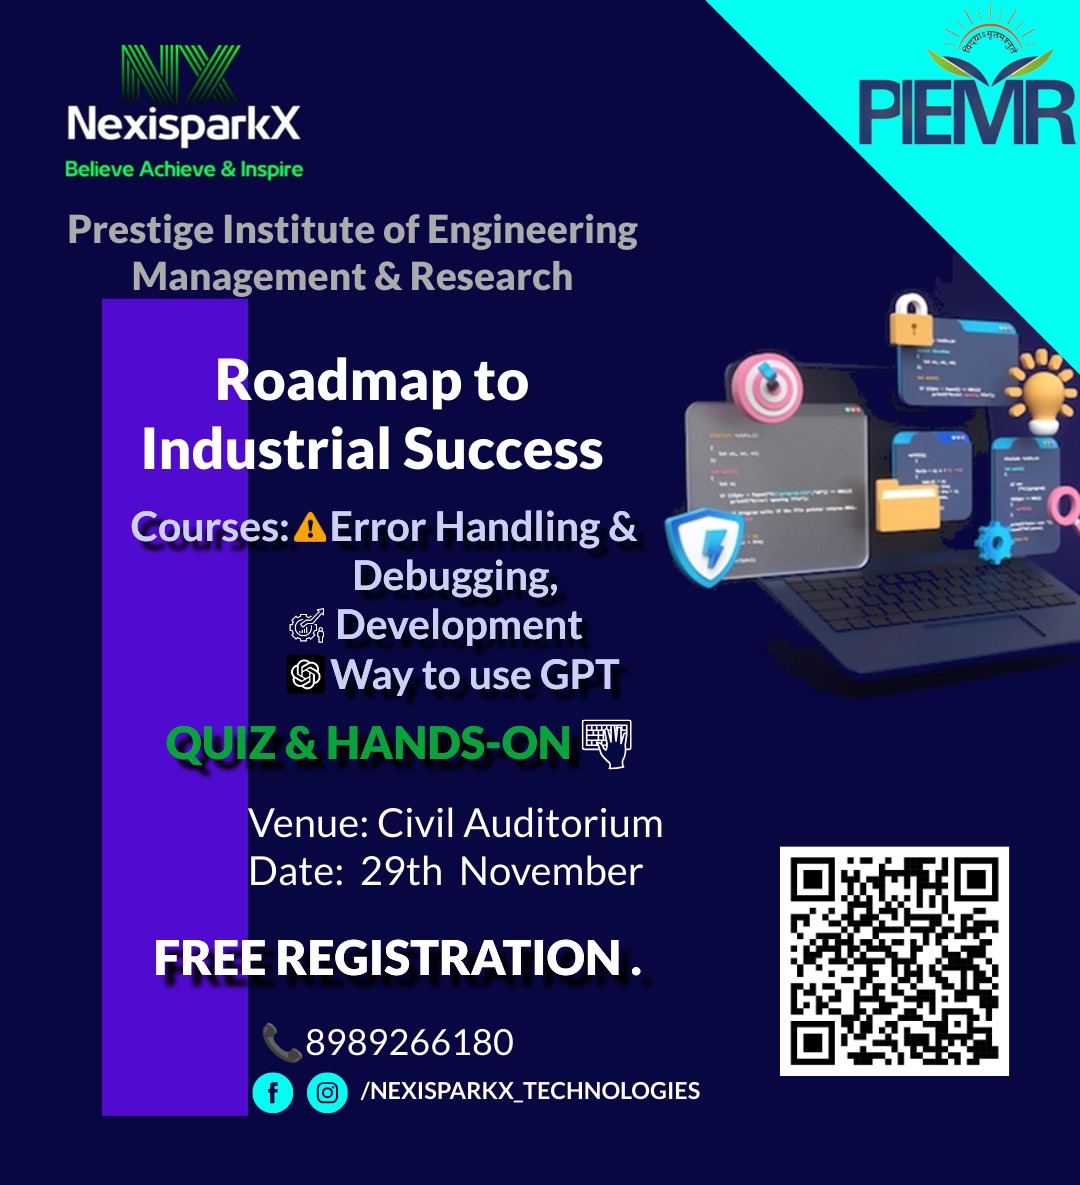 NX
NexisparkX
Believe Achieve & Inspire
PIEMR
Prestige Institute of Engineering
Management & Research
Roadmap to
Industrial Success
Courses:⚠Error Handling &
Debugging,
Development
Way to use GPT
QUIZ & HANDS-ON
Venue: Civil Auditorium
Date: 29th November
FREE REGISTRATION .
8989266180
/NEXISPARKX_TECHNOLOGIES